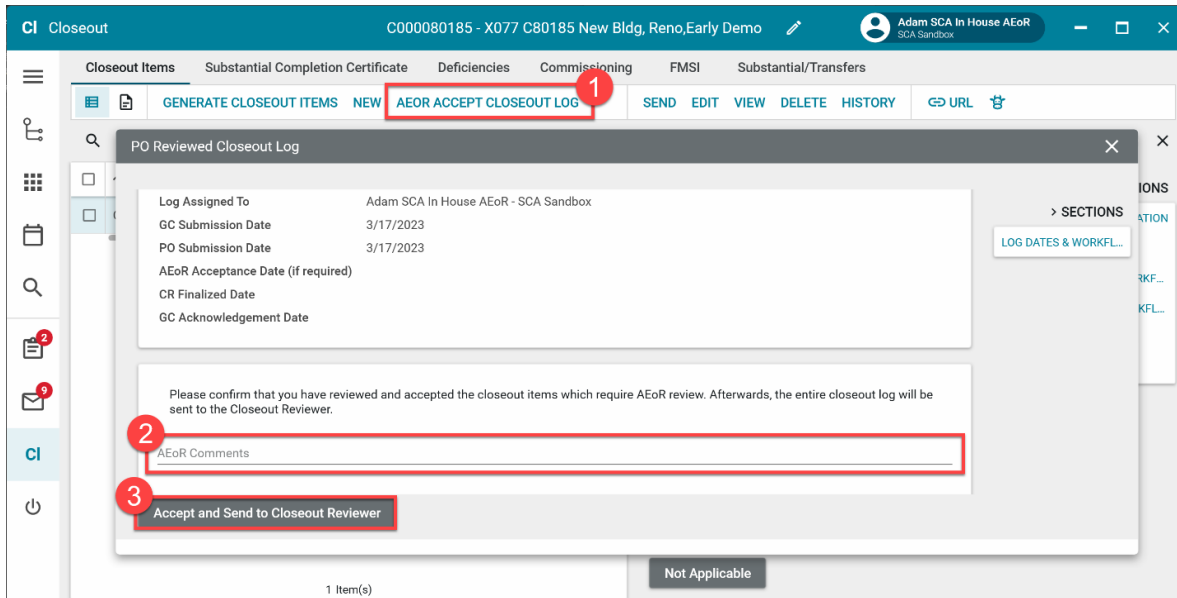 Cl Closeout
C000080185 - X077 C80185 New Bldg, Reno,Early Demo
Adam SCA In House AEoR
SCA Sandbox
Closeout Items Substantial Completion Certificate Deficiencies Commissioning FMSI Substantial/Transfers
1
GENERATE CLOSEOUT ITEMS NEW AEOR ACCEPT CLOSEOUT LOG SEND EDIT VIEW DELETE HISTORY URL
PO Reviewed Closeout Log
Log Assigned To Adam SCA In House AEoR - SCA Sandbox
GC Submission Date 3/17/2023
PO Submission Date 3/17/2023
AEoR Acceptance Date (if required)
CR Finalized Date
GC Acknowledgement Date
> SECTIONS
LOG DATES & WORKFL...
IONS
ATION
RKF...
KFL...
2
9
Cl
Please confirm that you have reviewed and accepted the closeout items which require AEoR review. Afterwards, the entire closeout log will be
sent to the Closeout Reviewer.
2
AEoR Comments
3
Accept and Send to Closeout Reviewer
Not Applicable
1 Item(s)